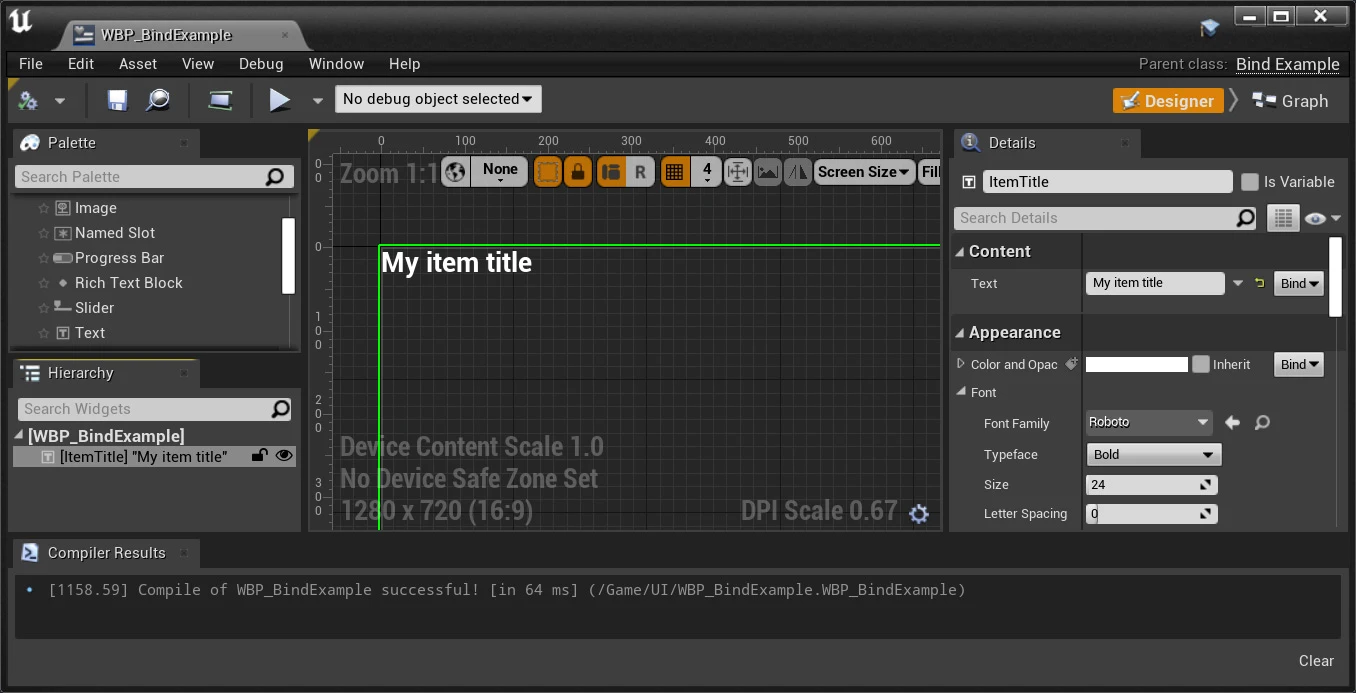 WBP_BindExample
File Edit Asset View Debug Window Help
Parent class: Bind Example
No debug object selected
Designer
Graph
Palette
Search Palette
Image
Named Slot
Progress Bar
Rich Text Block
Slider
Text
Hierarchy
Search Widgets
[WBP_BindExample]
[ItemTitle] "My item title"
0 100 200 300 400 500 600
0
0
0
1
0
0
2
0
0
3
0
0
Zoom 1:1
None
R
4
Screen Size
Fill
My item title
Device Content Scale 1.0
No Device Safe Zone Set
1280 x 720 (16:9)
DPI Scale 0.67
Details
ItemTitle
Is Variable
Search Details
Content
Text
My item title
Bind
Appearance
Color and Opac
Inherit
Bind
Font
Font Family
Roboto
Typeface
Bold
Size
24
Letter Spacing
0
Compiler Results
[1158.59] Compile of WBP_BindExample successful! [in 64 ms] (/Game/UI/WBP_BindExample.WBP_BindExample)
Clear